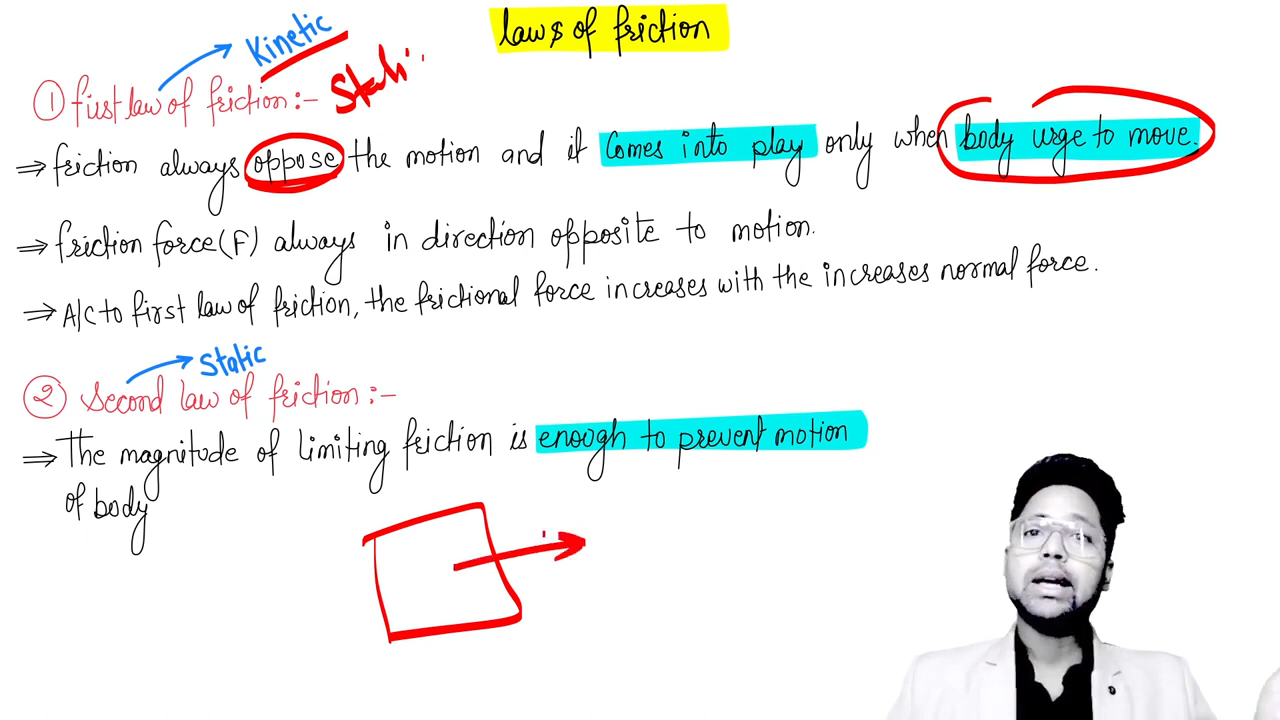 laws of friction
Kinetic
① first law of friction :-
⇒ friction always oppose the motion and it Comes into play only when body urge to move.
⇒ friction force (F) always in direction opposite to motion.
⇒ A/C to first law of friction, the frictional force increases with the increases normal force.
Static
② Second law of friction :-
⇒ The magnitude of limiting friction is enough to prevent motion
of body